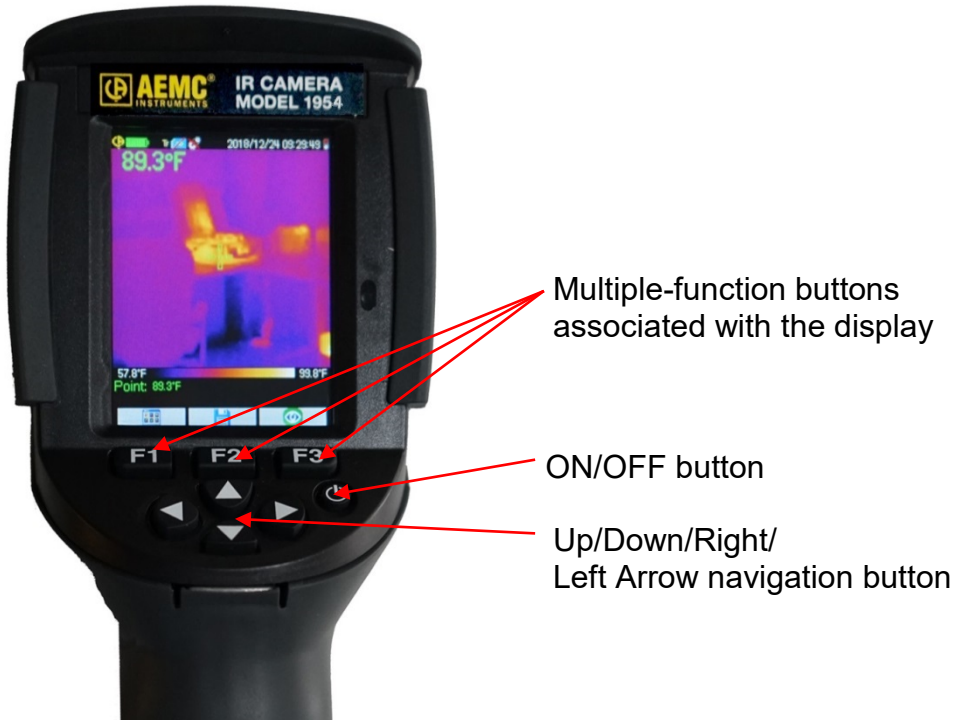 AEMC®
INSTRUMENTS
IR CAMERA
MODEL 1954
2018/12/24 09:29:49
89.3°F
57.8°F
99.8°F
Point: 89.3°F
F1
F2
F3
Multiple-function buttons
associated with the display
ON/OFF button
Up/Down/Right/
Left Arrow navigation button